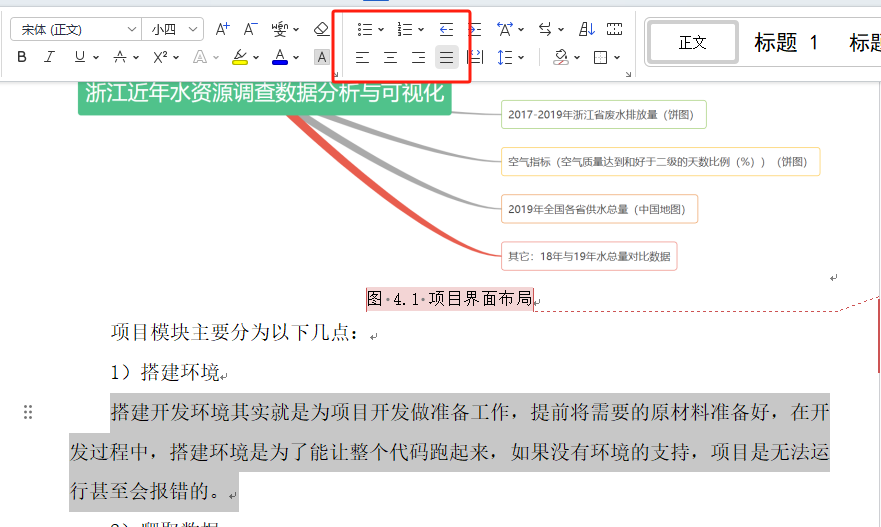 宋体 (正文) 小四 A⁺ A⁻ 
B I U A X² A A A
正文 标题 1 标题
浙江近年水资源调查数据分析与可视化
2017-2019年浙江省废水排放量（饼图）
空气指标（空气质量达到和好于二级的天数比例（%））（饼图）
2019年全国各省供水总量（中国地图）
其它：18年与19年水总量对比数据
图 4.1 项目界面布局
项目模块主要分为以下几点：
1）搭建环境
搭建开发环境其实就是为项目开发做准备工作，提前将需要的原材料准备好，在开
发过程中，搭建环境是为了能让整个代码跑起来，如果没有环境的支持，项目是无法运
行甚至会报错的。
2）爬取数据